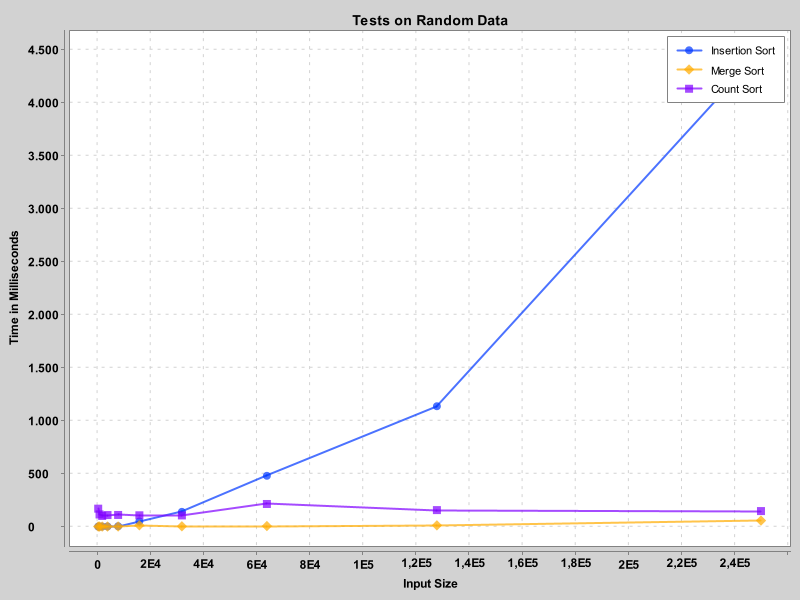 Tests on Random Data
Insertion Sort
Merge Sort
Count Sort
Time in Milliseconds
4.500
4.000
3.500
3.000
2.500
2.000
1.500
1.000
500
0
0 2E4 4E4 6E4 8E4 1E5 1,2E5 1,4E5 1,6E5 1,8E5 2E5 2,2E5 2,4E5
Input Size